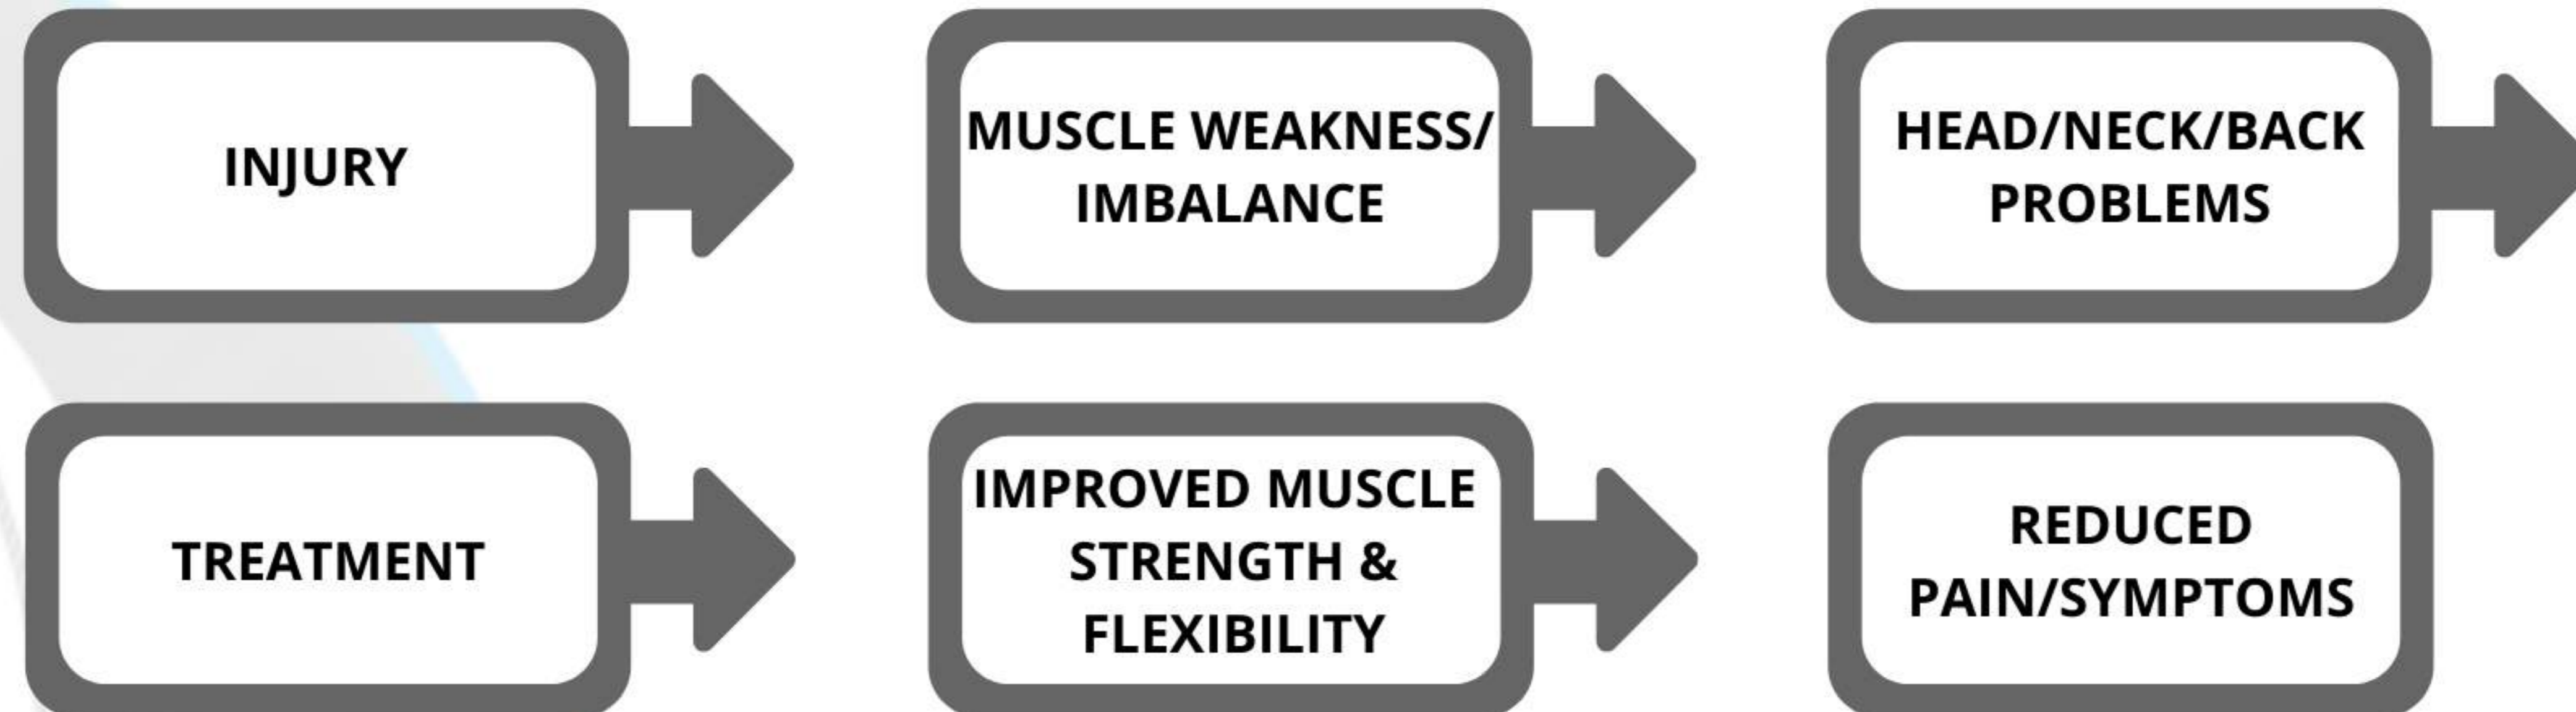 INJURY
MUSCLE WEAKNESS/
IMBALANCE
HEAD/NECK/BACK
PROBLEMS
TREATMENT
IMPROVED MUSCLE
STRENGTH &
FLEXIBILITY
REDUCED
PAIN/SYMPTOMS